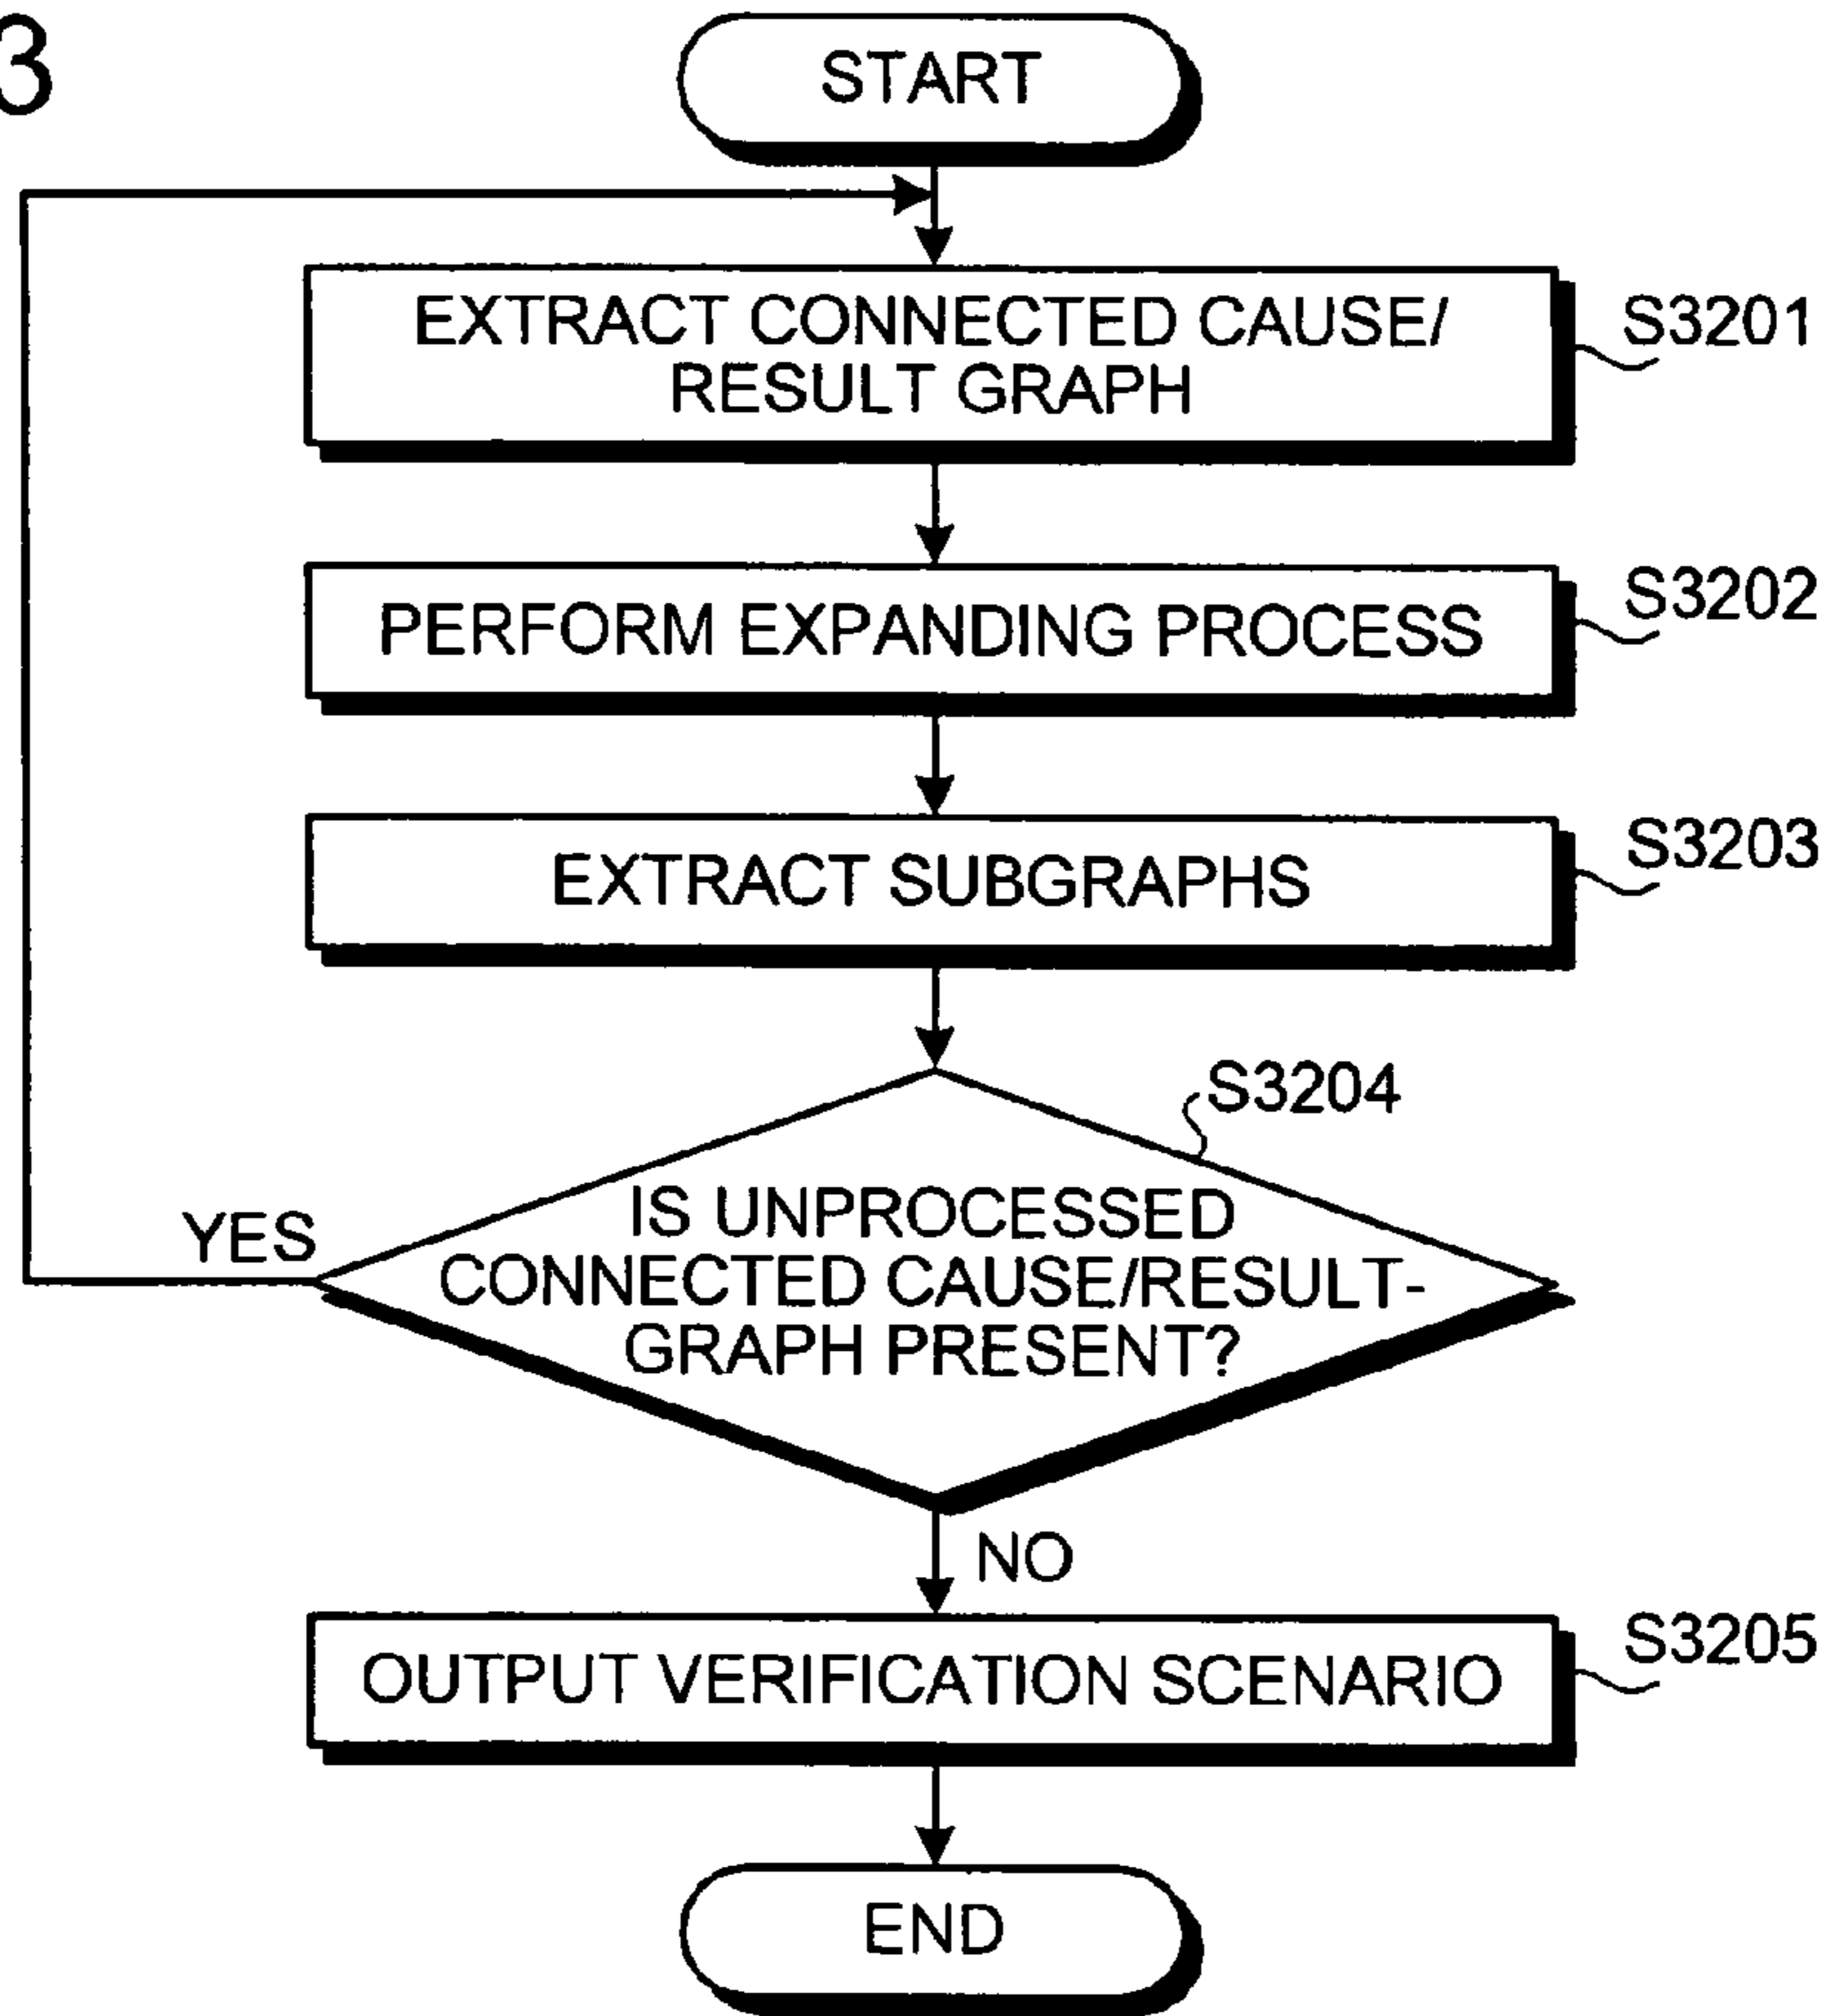 3
START
EXTRACT CONNECTED CAUSE/
RESULT GRAPH
S3201
PERFORM EXPANDING PROCESS
S3202
EXTRACT SUBGRAPHS
S3203
S3204
IS UNPROCESSED
CONNECTED CAUSE/RESULT-
GRAPH PRESENT?
YES
NO
OUTPUT VERIFICATION SCENARIO
S3205
END